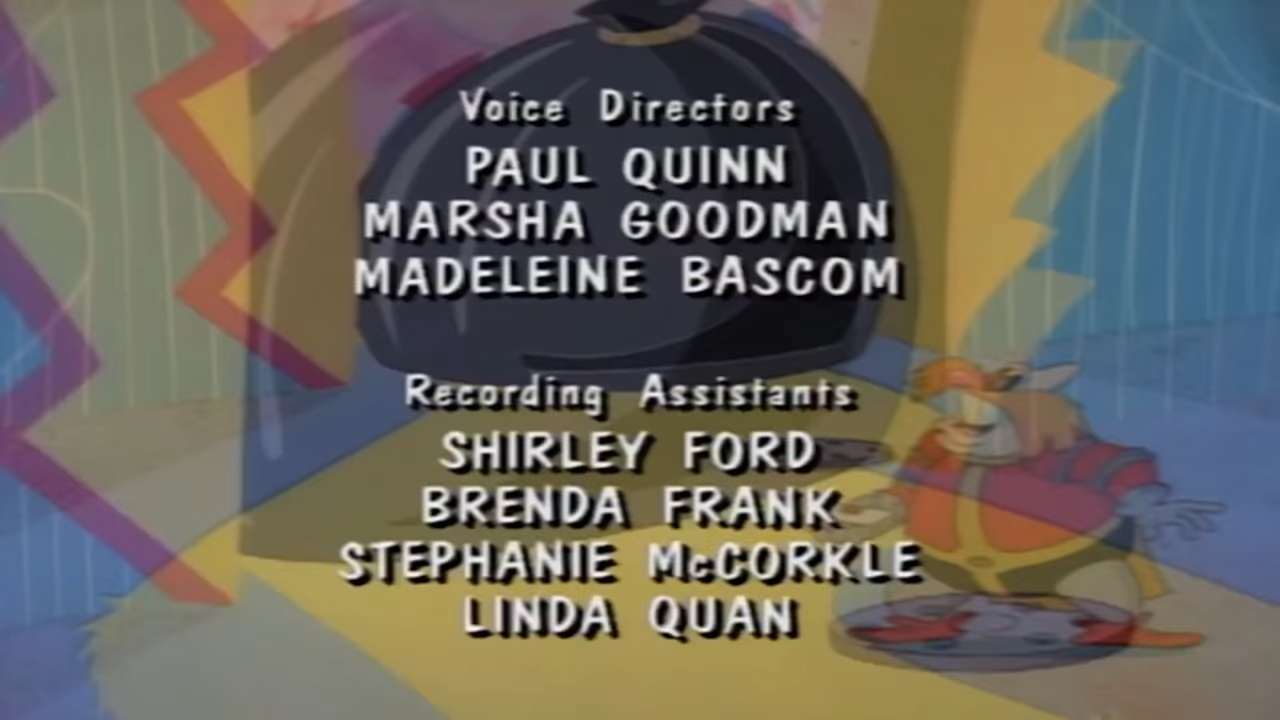 Voice Directors
PAUL QUINN
MARSHA GOODMAN
MADELEINE BASCOM
Recording Assistants
SHIRLEY FORD
BRENDA FRANK
STEPHANIE McCORKLE
LINDA QUAN